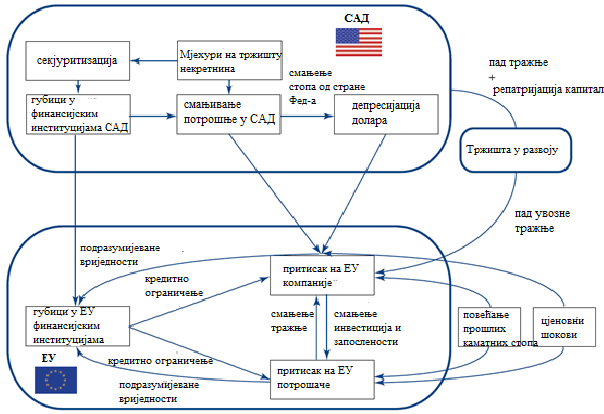 САД
секјуритизација
Мјехури на тржишту
некретнина
смањење
стопа од стране
Фед-а
губици у
финансијским
институцијама САД
смањивање
потрошње у САД
депресијација
долара
пад тражње
+
репатријација капитал
Тржишта у развоју
пад увозне
тражње
подразумијеване
вриједности
кредитно
ограничење
притисак на ЕУ
компаније
губици у ЕУ
финансијским
институцијама
смањење
тражње
смањење
инвестиција и
запослености
повећање
прошлих
каматних стопа
цјеновни
шокови
ЕУ
кредитно ограничење
подразумијеване
вриједности
притисак на ЕУ
потрошаче